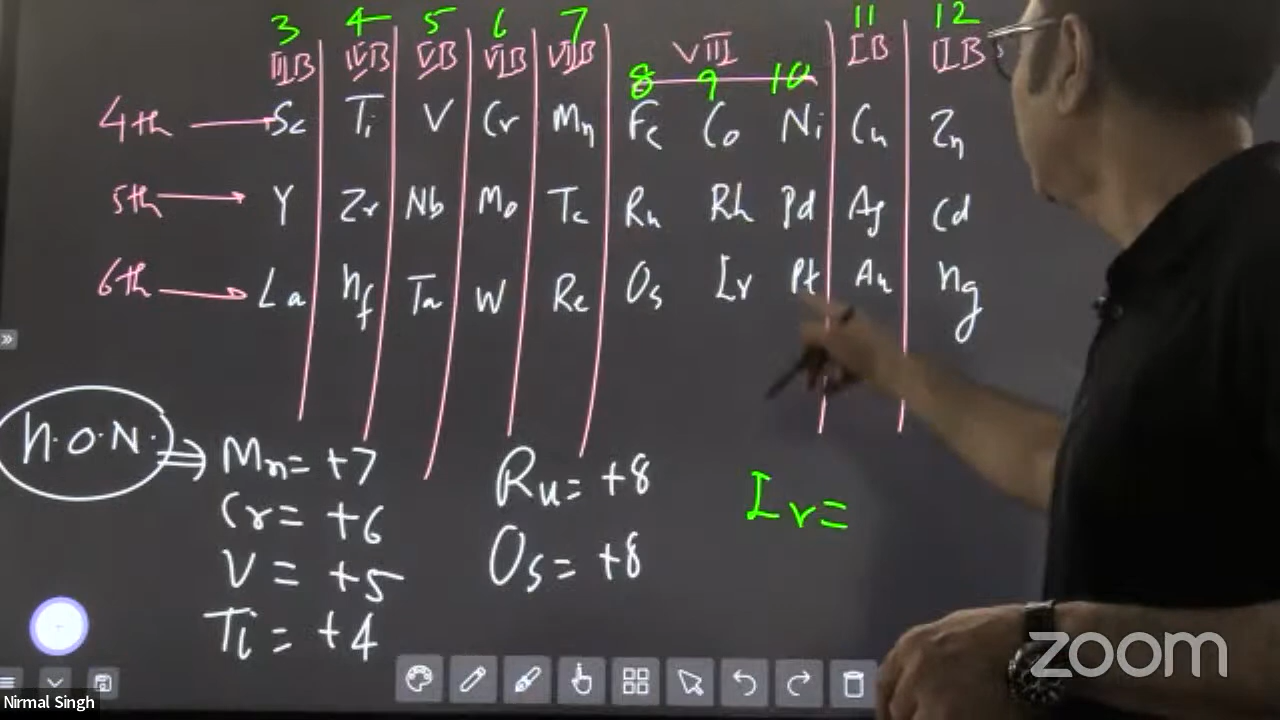 3 4 5 6 7 11 12
IIIB IVB VB VIB VIIB VIII IB IIB
8 9 10
4th Sc Ti V Cr Mn Fe Co Ni Cu Zn
5th Y Zr Nb Mo Tc Ru Rh Pd Ag Cd
6th La Hf Ta W Re Os Ir Pt Au Hg
H.O.N. ⇒ Mn = +7
Cr = +6
V = +5
Ti = +4
Ru = +8
Os = +8
Ir =
zoom
Nirmal Singh